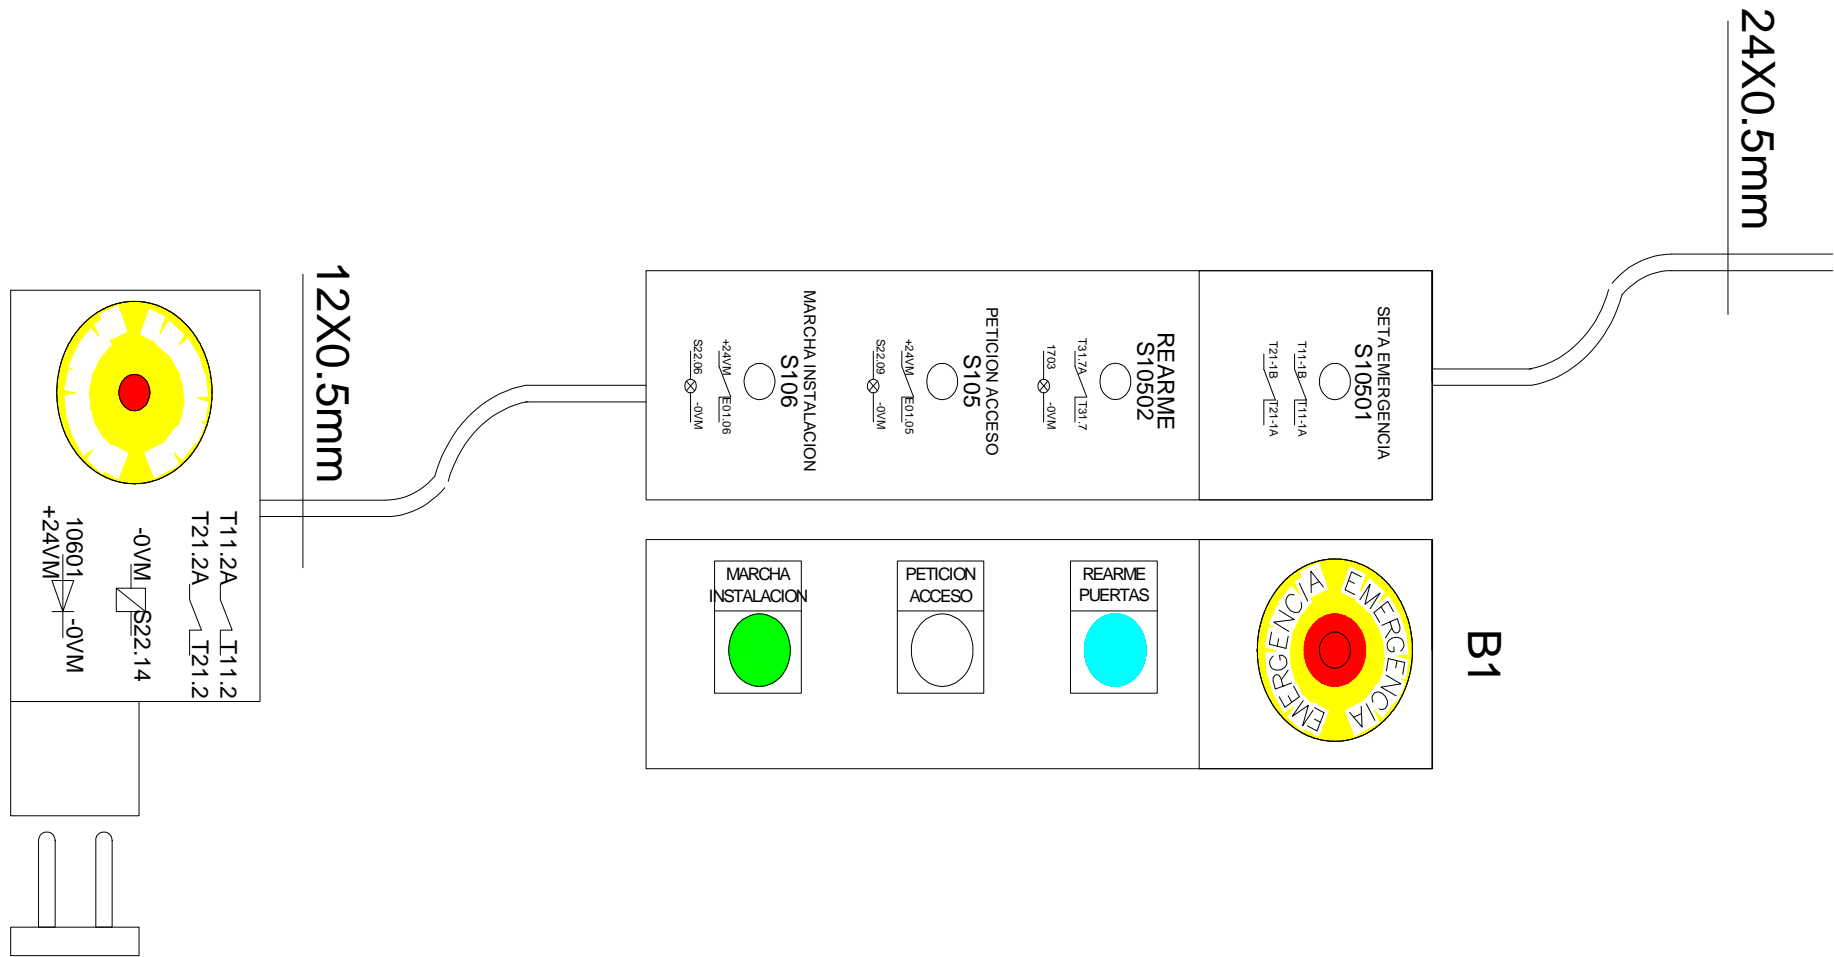 24X0.5mm
12X0.5mm
SETA EMERGENCIA
S10501
T11-1B
T11-1A
T21-1B
T21-1A
REARME
S10502
T31.7A
T31.7
1703
-0VM
PETICION ACCESO
S105
+24VM
E01.05
S22.09
-0VM
MARCHA INSTALACION
S106
+24VM
E01.06
S22.06
-0VM
B1
EMERGENCIA
EMERGENCIA
REARME
PUERTAS
PETICION
ACCESO
MARCHA
INSTALACION
T11.2A
T11.2
T21.2A
T21.2
-0VM
S22.14
10601
-0VM
+24VM